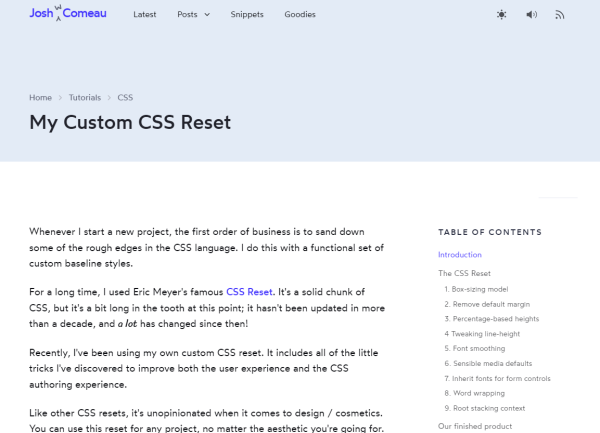 Josh W Comeau
Latest
Posts
Snippets
Goodies
Home
Tutorials
CSS
My Custom CSS Reset
Whenever I start a new project, the first order of business is to sand down
some of the rough edges in the CSS language. I do this with a functional set of
custom baseline styles.
For a long time, I used Eric Meyer's famous CSS Reset. It's a solid chunk of
CSS, but it's a bit long in the tooth at this point; it hasn't been updated in more
than a decade, and a lot has changed since then!
Recently, I've been using my own custom CSS reset. It includes all of the little
tricks I've discovered to improve both the user experience and the CSS
authoring experience.
Like other CSS resets, it's unopinionated when it comes to design / cosmetics.
You can use this reset for any project, no matter the aesthetic you're going for.
TABLE OF CONTENTS
Introduction
The CSS Reset
1. Box-sizing model
2. Remove default margin
3. Percentage-based heights
4 Tweaking line-height
5. Font smoothing
6. Sensible media defaults
7. Inherit fonts for form controls
8. Word wrapping
9. Root stacking context
Our finished product